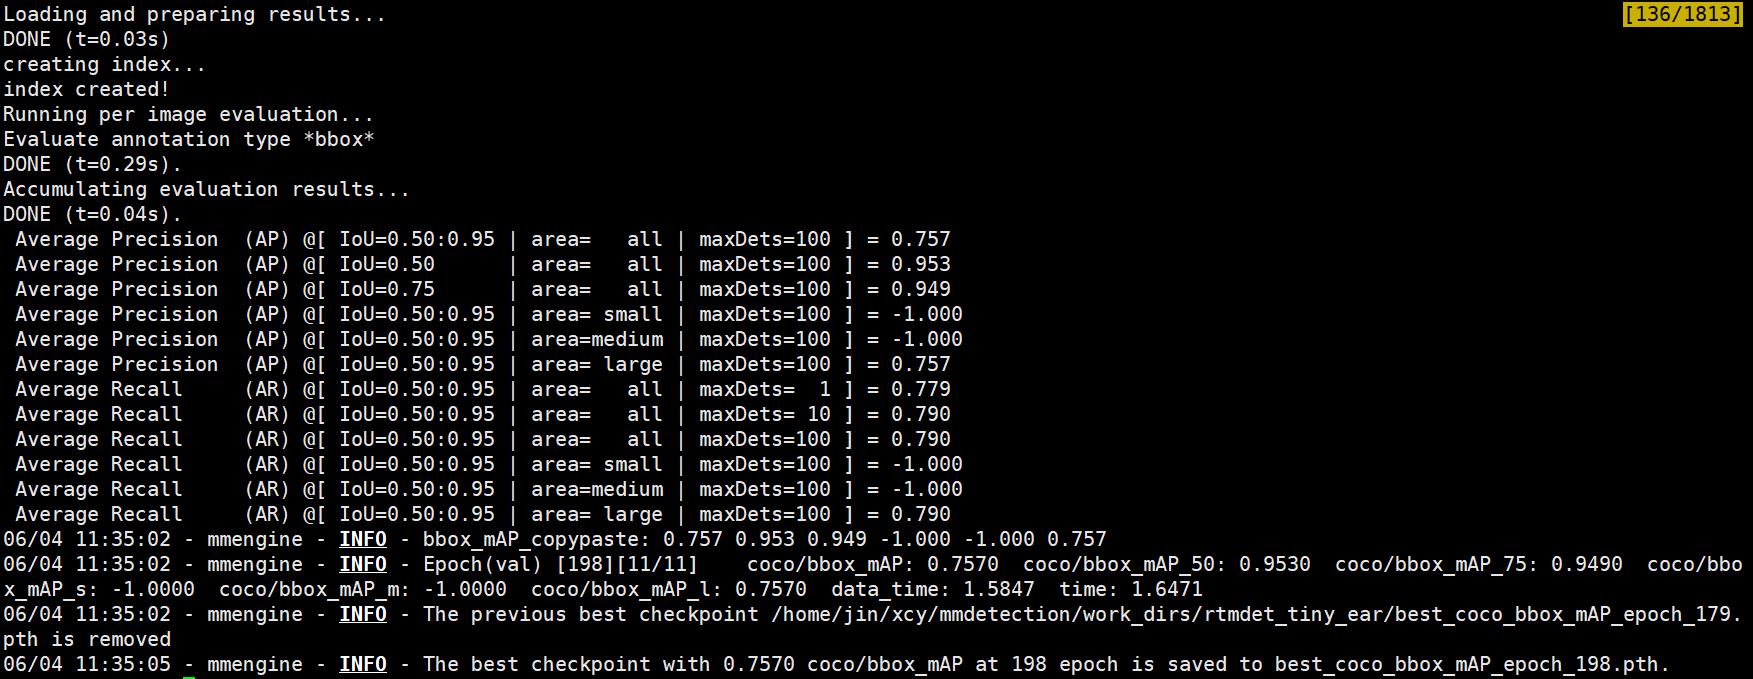 Loading and preparing results... [136/1813]
DONE (t=0.03s)
creating index...
index created!
Running per image evaluation...
Evaluate annotation type *bbox*
DONE (t=0.29s).
Accumulating evaluation results...
DONE (t=0.04s).
 Average Precision  (AP) @[ IoU=0.50:0.95 | area=   all | maxDets=100 ] = 0.757
 Average Precision  (AP) @[ IoU=0.50      | area=   all | maxDets=100 ] = 0.953
 Average Precision  (AP) @[ IoU=0.75      | area=   all | maxDets=100 ] = 0.949
 Average Precision  (AP) @[ IoU=0.50:0.95 | area= small | maxDets=100 ] = -1.000
 Average Precision  (AP) @[ IoU=0.50:0.95 | area=medium | maxDets=100 ] = -1.000
 Average Precision  (AP) @[ IoU=0.50:0.95 | area= large | maxDets=100 ] = 0.757
 Average Recall     (AR) @[ IoU=0.50:0.95 | area=   all | maxDets=  1 ] = 0.779
 Average Recall     (AR) @[ IoU=0.50:0.95 | area=   all | maxDets= 10 ] = 0.790
 Average Recall     (AR) @[ IoU=0.50:0.95 | area=   all | maxDets=100 ] = 0.790
 Average Recall     (AR) @[ IoU=0.50:0.95 | area= small | maxDets=100 ] = -1.000
 Average Recall     (AR) @[ IoU=0.50:0.95 | area=medium | maxDets=100 ] = -1.000
 Average Recall     (AR) @[ IoU=0.50:0.95 | area= large | maxDets=100 ] = 0.790
06/04 11:35:02 - mmengine - INFO - bbox_mAP_copypaste: 0.757 0.953 0.949 -1.000 -1.000 0.757
06/04 11:35:02 - mmengine - INFO - Epoch(val) [198][11/11]    coco/bbox_mAP: 0.7570  coco/bbox_mAP_50: 0.9530  coco/bbox_mAP_75: 0.9490  coco/bbo
x_mAP_s: -1.0000  coco/bbox_mAP_m: -1.0000  coco/bbox_mAP_l: 0.7570  data_time: 1.5847  time: 1.6471
06/04 11:35:02 - mmengine - INFO - The previous best checkpoint /home/jin/xcy/mmdetection/work_dirs/rtmdet_tiny_ear/best_coco_bbox_mAP_epoch_179.
pth is removed
06/04 11:35:05 - mmengine - INFO - The best checkpoint with 0.7570 coco/bbox_mAP at 198 epoch is saved to best_coco_bbox_mAP_epoch_198.pth.